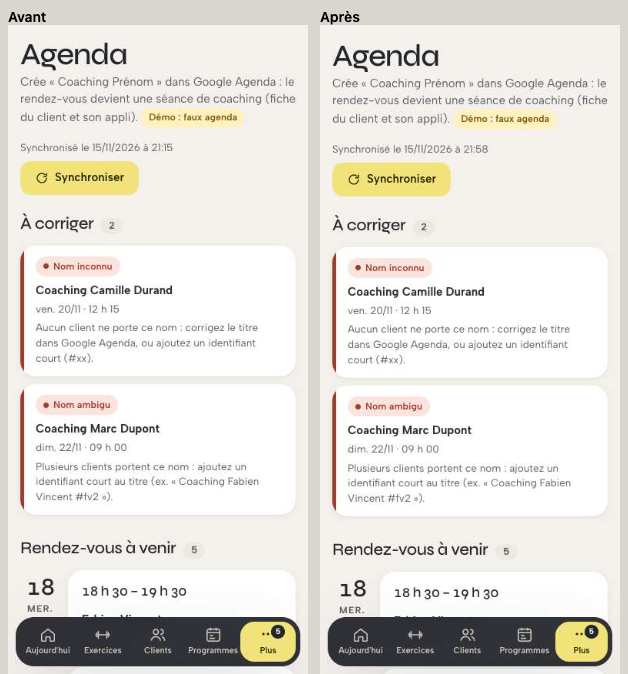 Avant
Agenda
Crée « Coaching Prénom » dans Google Agenda : le
rendez-vous devient une séance de coaching (fiche
du client et son appli). Démo : faux agenda
Synchronisé le 15/11/2026 à 21:15
Synchroniser
À corriger 2
Nom inconnu
Coaching Camille Durand
ven. 20/11 · 12 h 15
Aucun client ne porte ce nom : corrigez le titre
dans Google Agenda, ou ajoutez un identifiant
court (#xx).
Nom ambigu
Coaching Marc Dupont
dim. 22/11 · 09 h 00
Plusieurs clients portent ce nom : ajoutez un
identifiant court au titre (ex. « Coaching Fabien
Vincent #fv2 »).
Rendez-vous à venir 5
18
MER.
18 h 30 – 19 h 30
Aujourd'hui
Exercices
Clients
Programmes
5
Plus
Après
Agenda
Crée « Coaching Prénom » dans Google Agenda : le
rendez-vous devient une séance de coaching (fiche
du client et son appli). Démo : faux agenda
Synchronisé le 15/11/2026 à 21:58
Synchroniser
À corriger 2
Nom inconnu
Coaching Camille Durand
ven. 20/11 · 12 h 15
Aucun client ne porte ce nom : corrigez le titre
dans Google Agenda, ou ajoutez un identifiant
court (#xx).
Nom ambigu
Coaching Marc Dupont
dim. 22/11 · 09 h 00
Plusieurs clients portent ce nom : ajoutez un
identifiant court au titre (ex. « Coaching Fabien
Vincent #fv2 »).
Rendez-vous à venir 5
18
MER.
18 h 30 – 19 h 30
Aujourd'hui
Exercices
Clients
Programmes
5
Plus